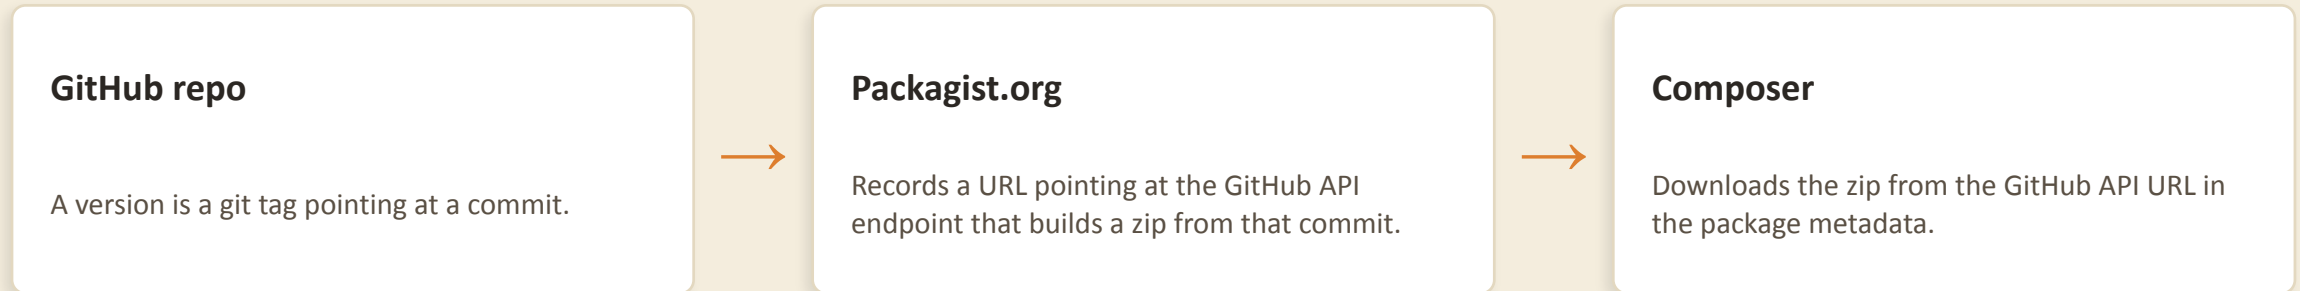 GitHub repo
A version is a git tag pointing at a commit.
→
Packagist.org
Records a URL pointing at the GitHub API
endpoint that builds a zip from that commit.
→
Composer
Downloads the zip from the GitHub API URL in
the package metadata.